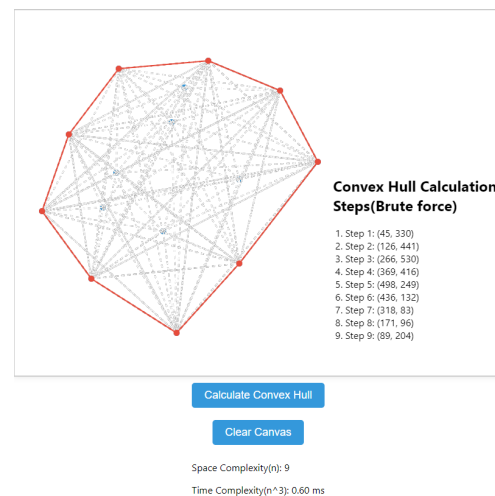 Convex Hull Calculation
Steps(Brute force)
1. Step 1: (45, 330)
2. Step 2: (126, 441)
3. Step 3: (266, 530)
4. Step 4: (369, 416)
5. Step 5: (498, 249)
6. Step 6: (436, 132)
7. Step 7: (318, 83)
8. Step 8: (171, 96)
9. Step 9: (89, 204)
Calculate Convex Hull
Clear Canvas
Space Complexity(n): 9
Time Complexity(n^3): 0.60 ms